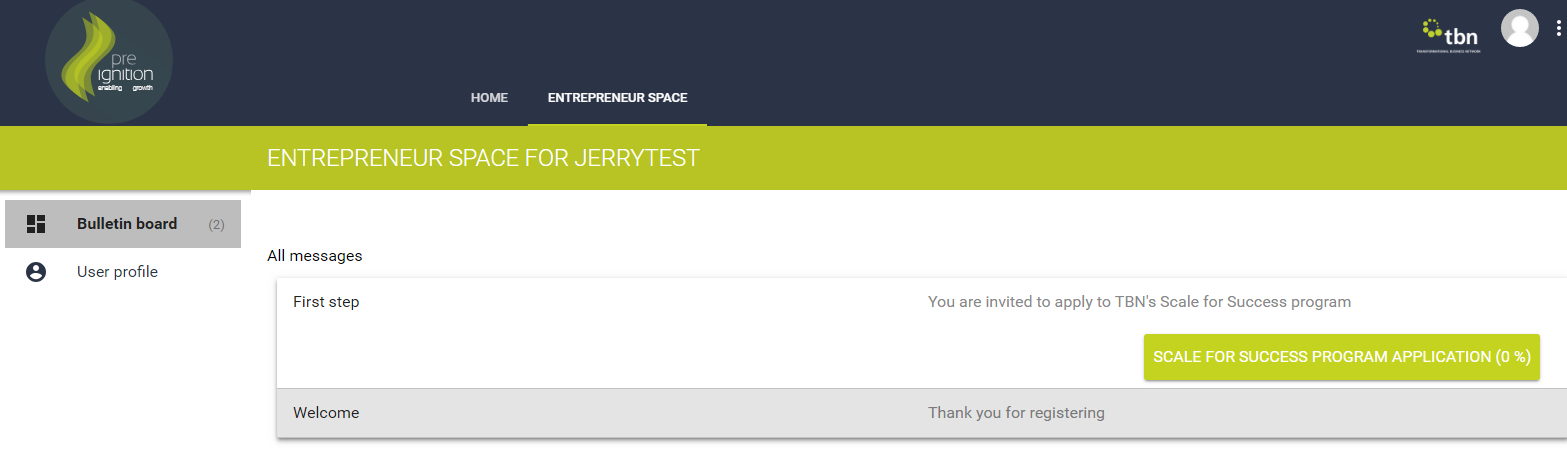 pre
ignition
enabling growth
tbn
TRANSFORMATIONAL BUSINESS NETWORK
HOME
ENTREPRENEUR SPACE
ENTREPRENEUR SPACE FOR JERRYTEST
Bulletin board (2)
User profile
All messages
First step
You are invited to apply to TBN's Scale for Success program
SCALE FOR SUCCESS PROGRAM APPLICATION (0 %)
Welcome
Thank you for registering